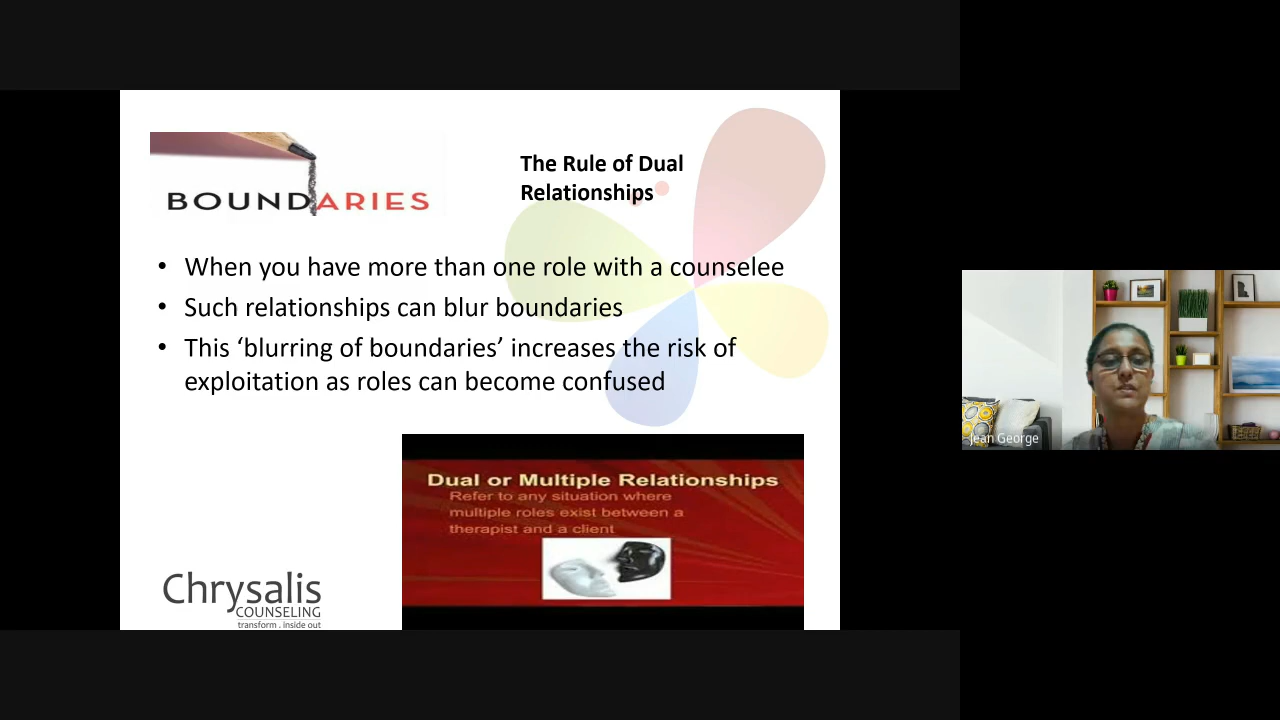 BOUNDARIES
The Rule of Dual
Relationships
• When you have more than one role with a counselee
• Such relationships can blur boundaries
• This ‘blurring of boundaries’ increases the risk of
exploitation as roles can become confused
Dual or Multiple Relationships
Refer to any situation where
multiple roles exist between a
therapist and a client
Chrysalis
COUNSELING
transform . inside out
Jean George